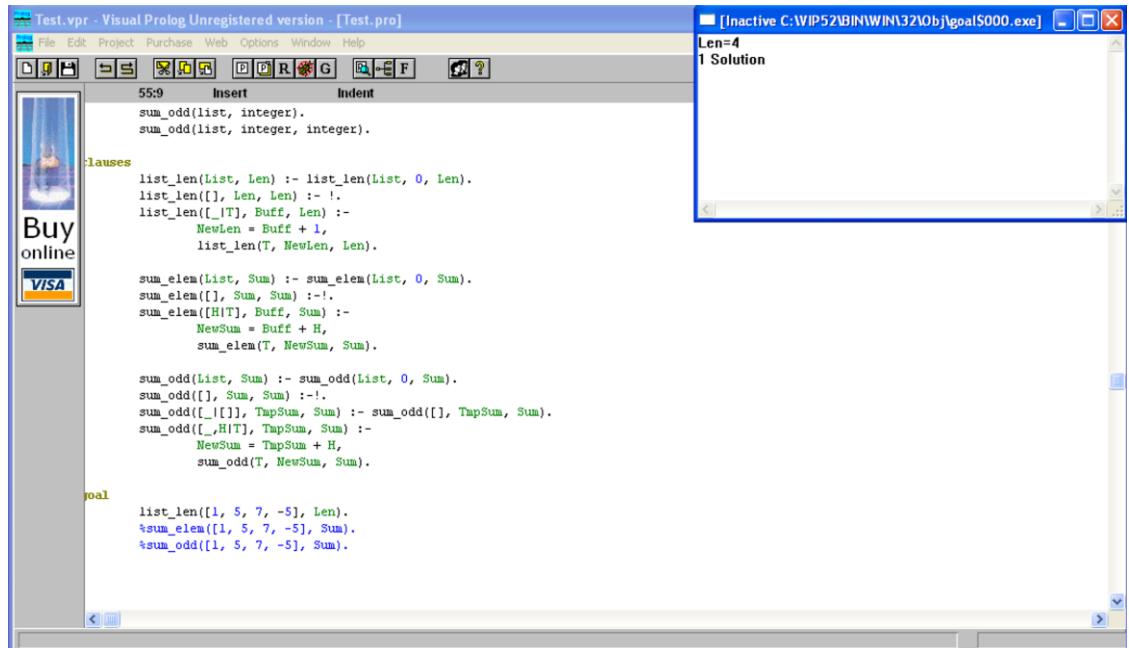 Test.vpr - Visual Prolog Unregistered version - [Test.pro]
File Edit Project Purchase Web Options Window Help
P P R G F ?
55:9 Insert Indent
[Inactive C:\VIP52\BIN\WIN\32\Obj\goal$000.exe]
Len=4
1 Solution
Buy
online
VISA
sum_odd(list, integer).
sum_odd(list, integer, integer).
clauses
list_len(List, Len) :- list_len(List, 0, Len).
list_len([], Len, Len) :- !.
list_len([_|T], Buff, Len) :-
NewLen = Buff + 1,
list_len(T, NewLen, Len).
sum_elem(List, Sum) :- sum_elem(List, 0, Sum).
sum_elem([], Sum, Sum) :-!.
sum_elem([H|T], Buff, Sum) :-
NewSum = Buff + H,
sum_elem(T, NewSum, Sum).
sum_odd(List, Sum) :- sum_odd(List, 0, Sum).
sum_odd([], Sum, Sum) :-!.
sum_odd([_|[]], TmpSum, Sum) :- sum_odd([], TmpSum, Sum).
sum_odd([_,H|T], TmpSum, Sum) :-
NewSum = TmpSum + H,
sum_odd(T, NewSum, Sum).
goal
list_len([1, 5, 7, -5], Len).
%sum_elem([1, 5, 7, -5], Sum).
%sum_odd([1, 5, 7, -5], Sum).